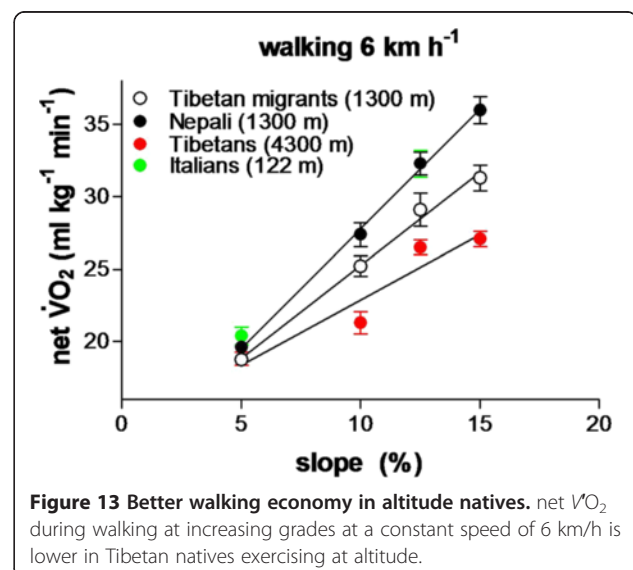 walking 6 km h⁻¹
Tibetan migrants (1300 m)
Nepali (1300 m)
Tibetans (4300 m)
Italians (122 m)
net V̇O₂ (ml kg⁻¹ min⁻¹)
35
30
25
20
0
5
10
15
20
slope (%)
Figure 13 Better walking economy in altitude natives. net V'O₂
during walking at increasing grades at a constant speed of 6 km/h is
lower in Tibetan natives exercising at altitude.